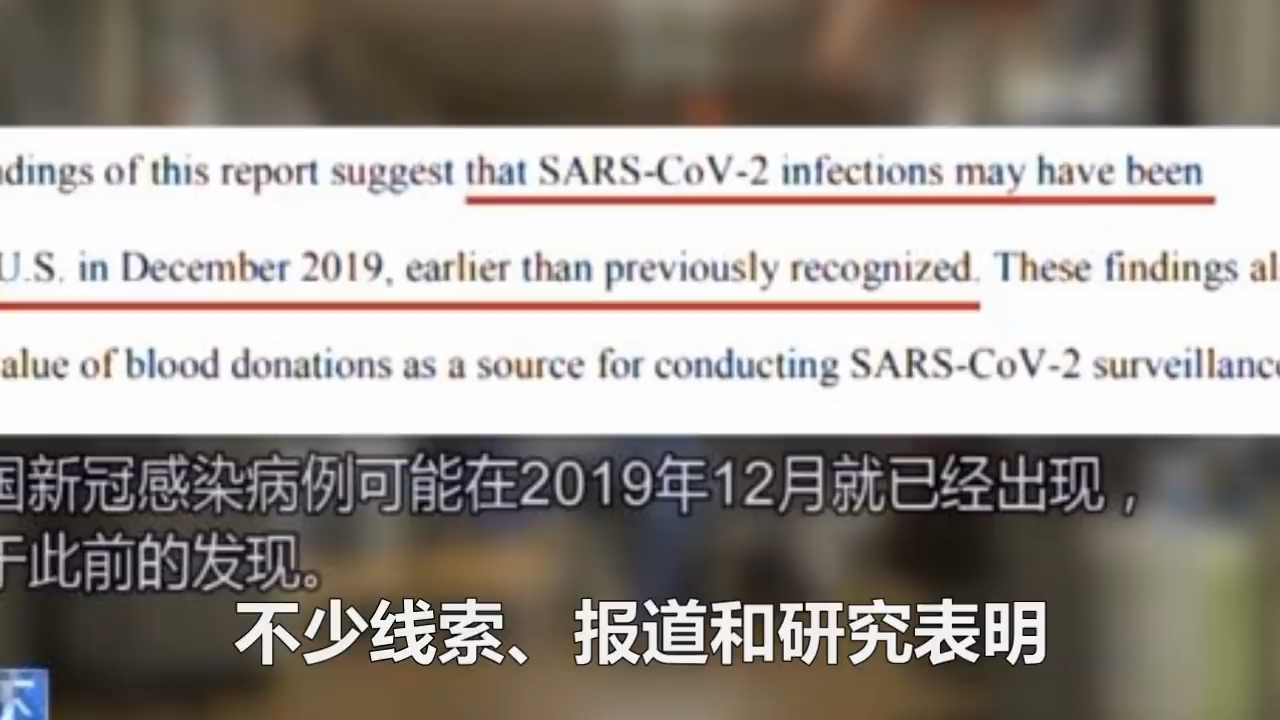 dings of this report suggest that SARS-CoV-2 infections may have been
U.S. in December 2019, earlier than previously recognized. These findings al
alue of blood donations as a source for conducting SARS-CoV-2 surveillance
国新冠感染病例可能在2019年12月就已经出现，
于此前的发现。
不少线索、报道和研究表明